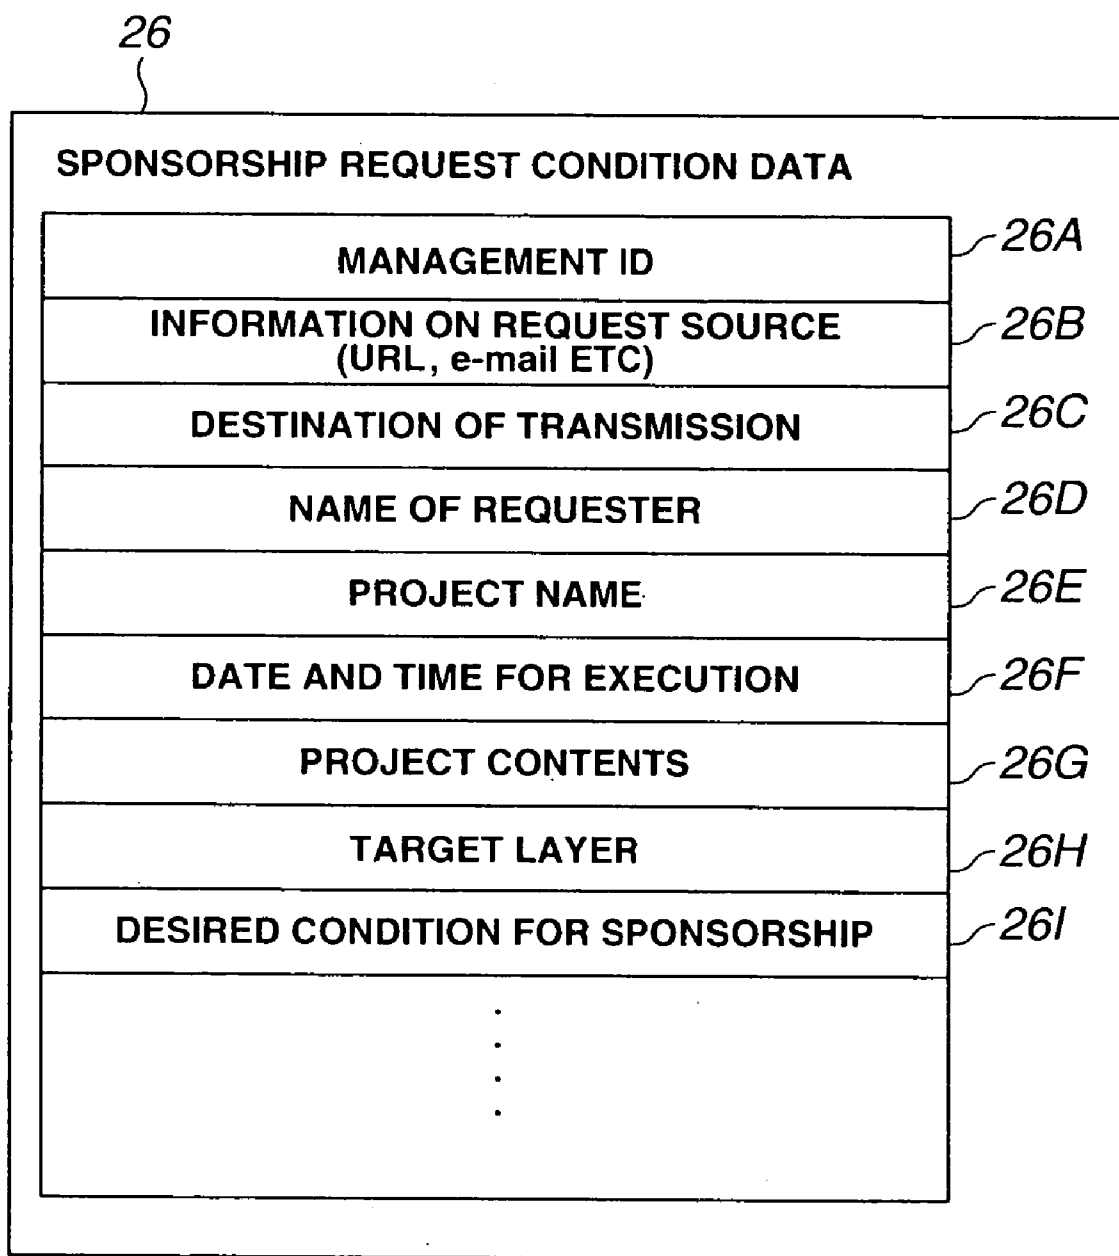 26
SPONSORSHIP REQUEST CONDITION DATA
MANAGEMENT ID
26A
INFORMATION ON REQUEST SOURCE
(URL, e-mail ETC)
26B
DESTINATION OF TRANSMISSION
26C
NAME OF REQUESTER
26D
PROJECT NAME
26E
DATE AND TIME FOR EXECUTION
26F
PROJECT CONTENTS
26G
TARGET LAYER
26H
DESIRED CONDITION FOR SPONSORSHIP
26I